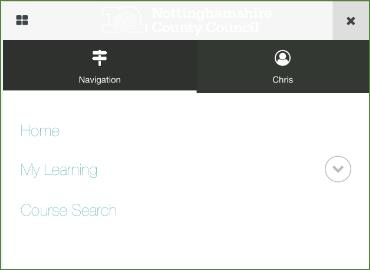 Nottinghamshire
County Council
Navigation
Chris
Home
My Learning
Course Search